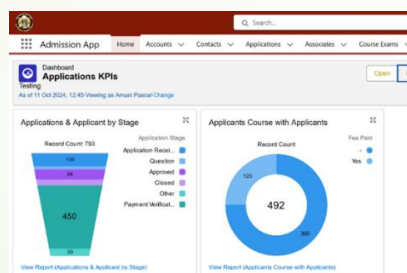 Search...
Admission App
Home
Accounts
Contacts
Applications
Associates
Course Exams
Dashboard
Applications KPIs
Testing
As of 11 Oct 2024, 12:45·Viewing as Amani Pascal·Change
Open
Applications & Applicant by Stage
Record Count: 793
Application Stage
Application Recei...
Question
Approved
Closed
Other
Payment Verificat...
450
View Report (Applications & Applicant by Stage)
Applicants Course with Applicants
Record Count
Fee Paid
-
Yes
123
492
View Report (Applicants Course with Applicants)